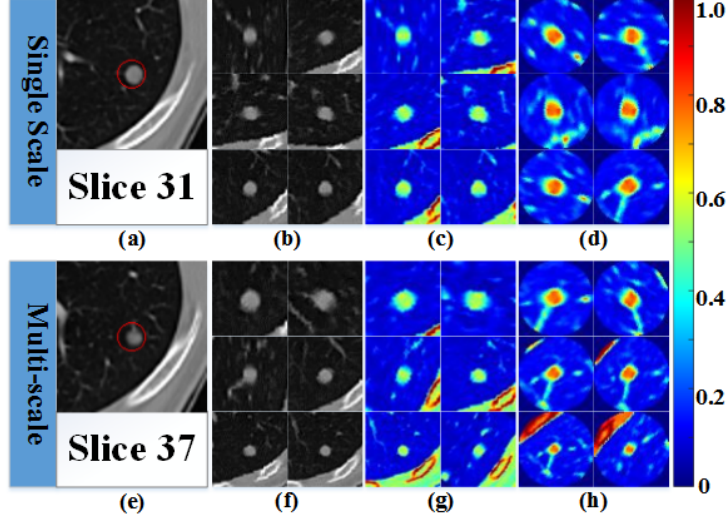 Single Scale
Slice 31
(a)
(b)
(c)
(d)
Multi-scale
Slice 37
(e)
(f)
(g)
(h)
1.0
0.8
0.6
0.4
0.2
0